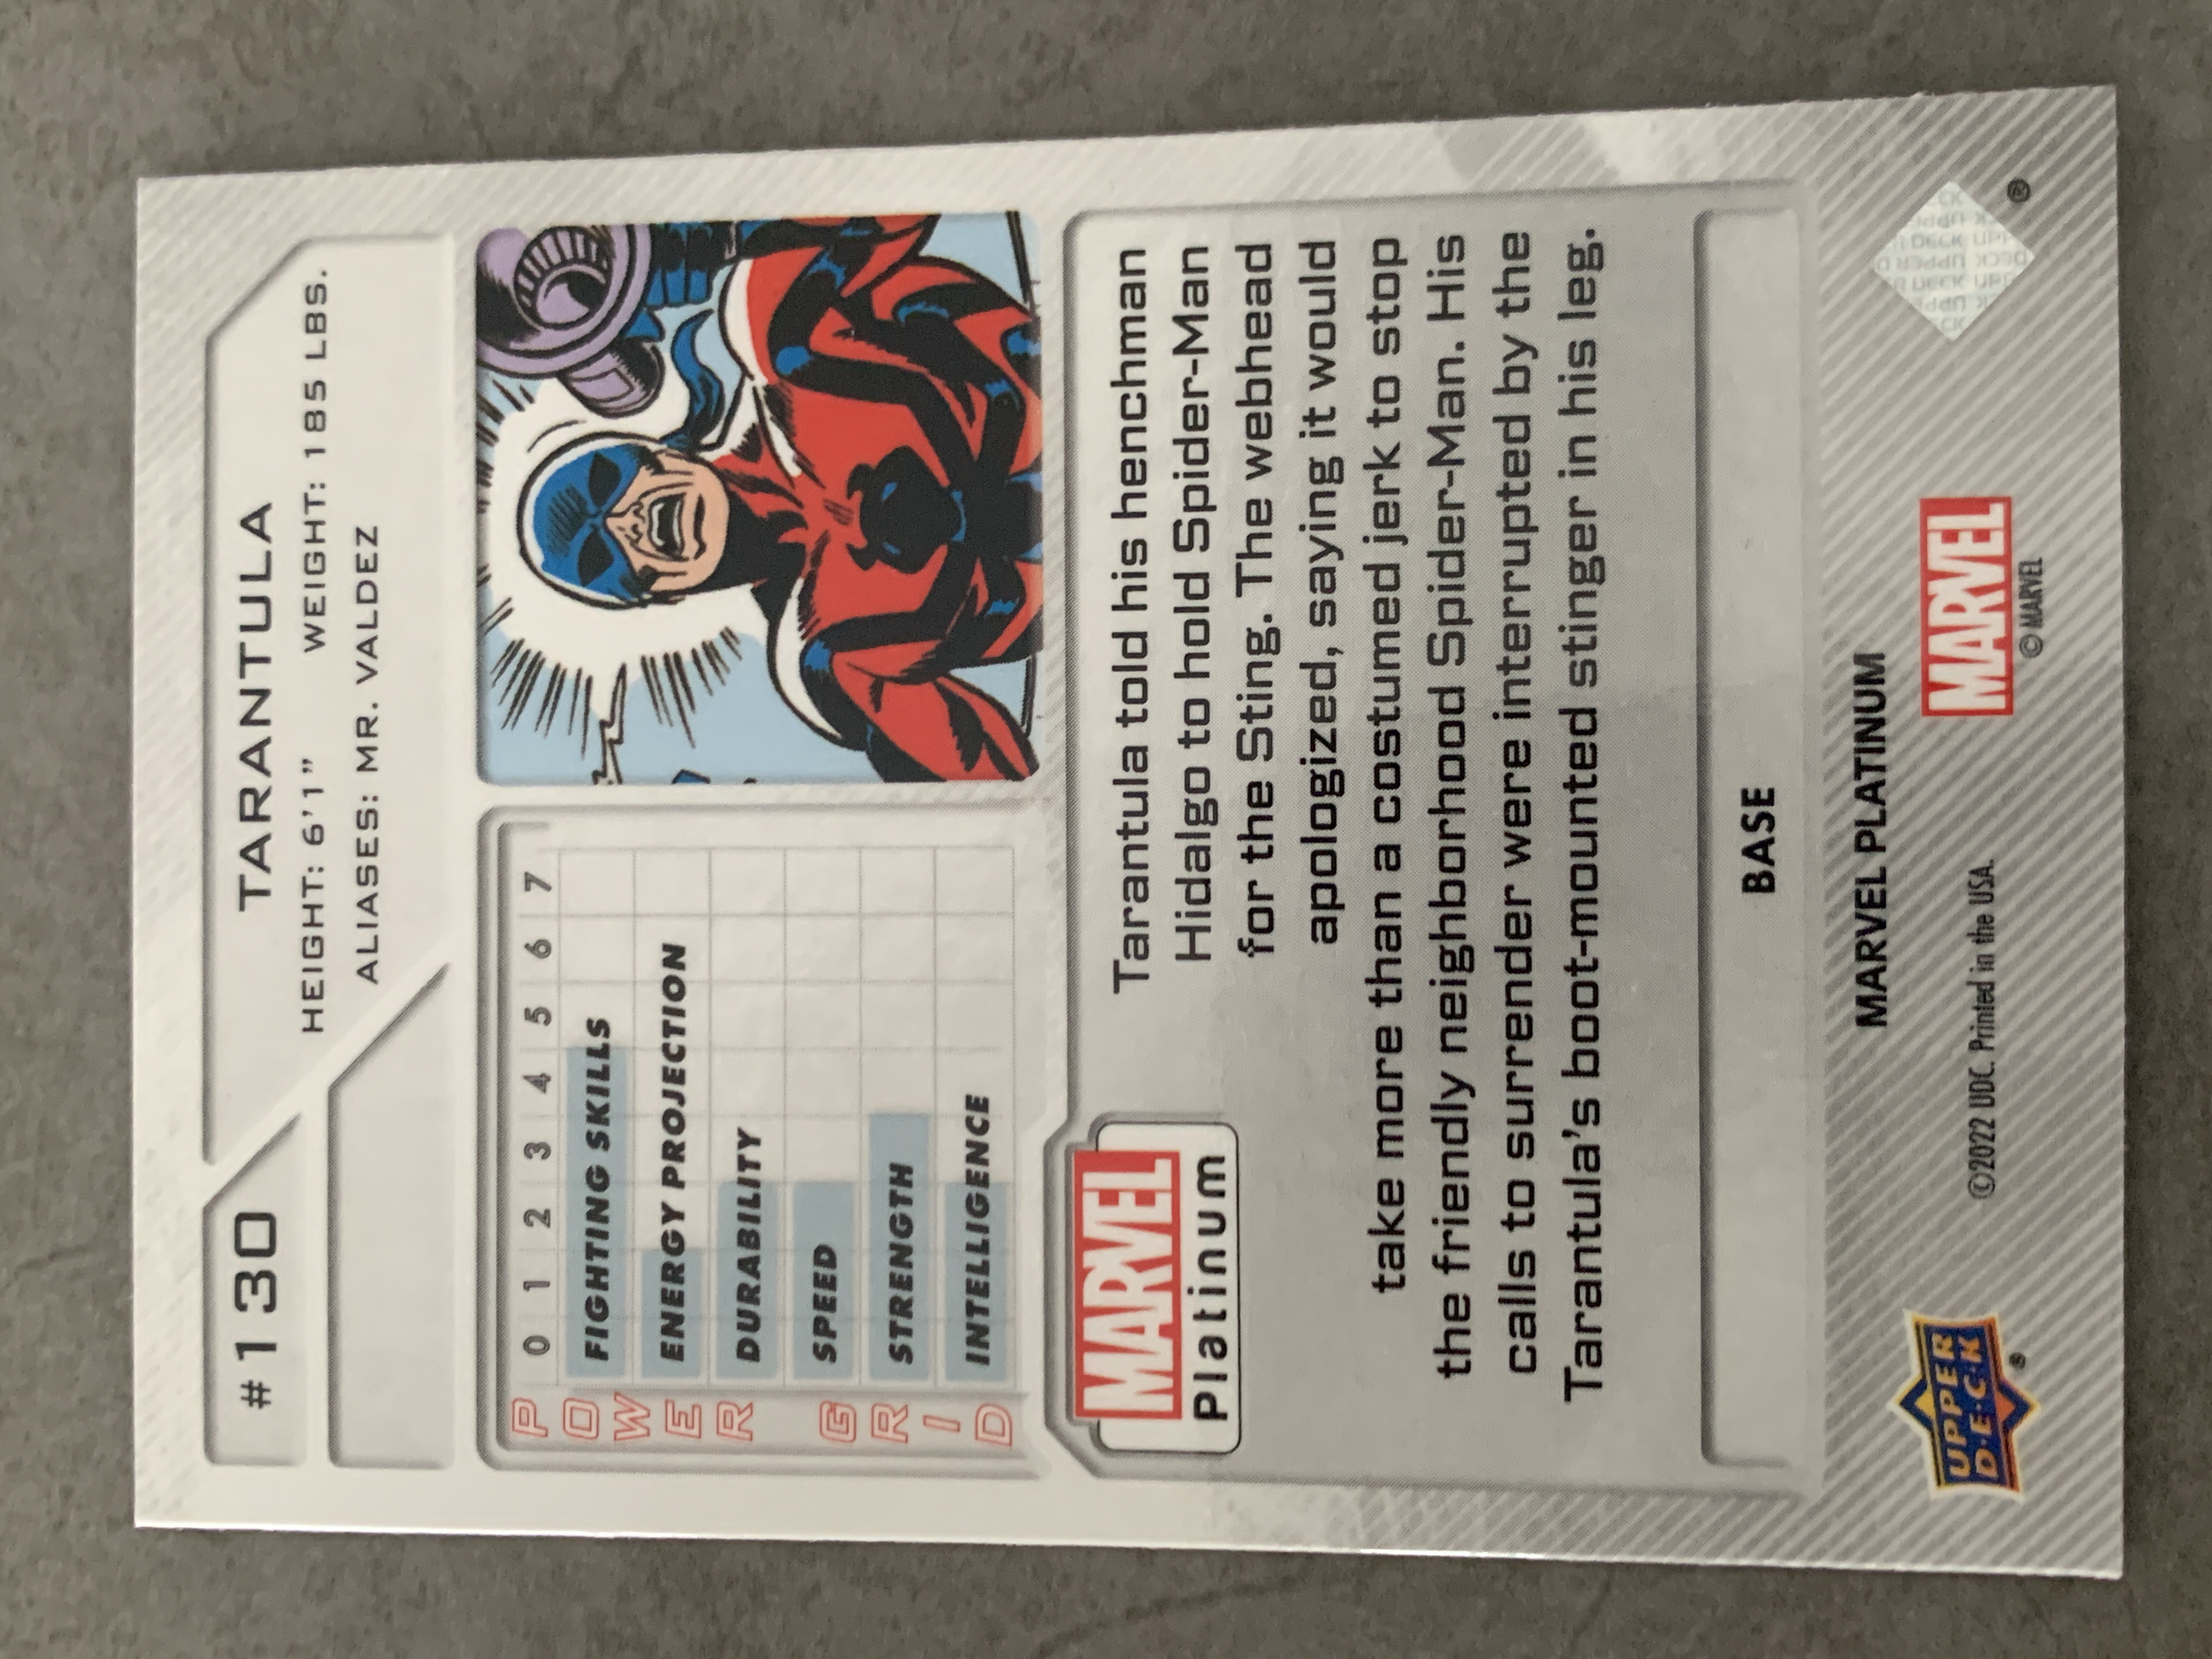 #130
TARANTULA
HEIGHT: 6'1" WEIGHT: 185 LBS.
ALIASES: MR. VALDEZ
POWER GRID
0 1 2 3 4 5 6 7
FIGHTING SKILLS
ENERGY PROJECTION
DURABILITY
SPEED
STRENGTH
INTELLIGENCE
MARVEL
Platinum
Tarantula told his henchman
Hidalgo to hold Spider-Man
for the Sting. The webhead
apologized, saying it would
take more than a costumed jerk to stop
the friendly neighborhood Spider-Man. His
calls to surrender were interrupted by the
Tarantula's boot-mounted stinger in his leg.
BASE
MARVEL PLATINUM
UPPER
D·E·C·K
®
©2022 UDC. Printed in the USA.
MARVEL
© MARVEL
®